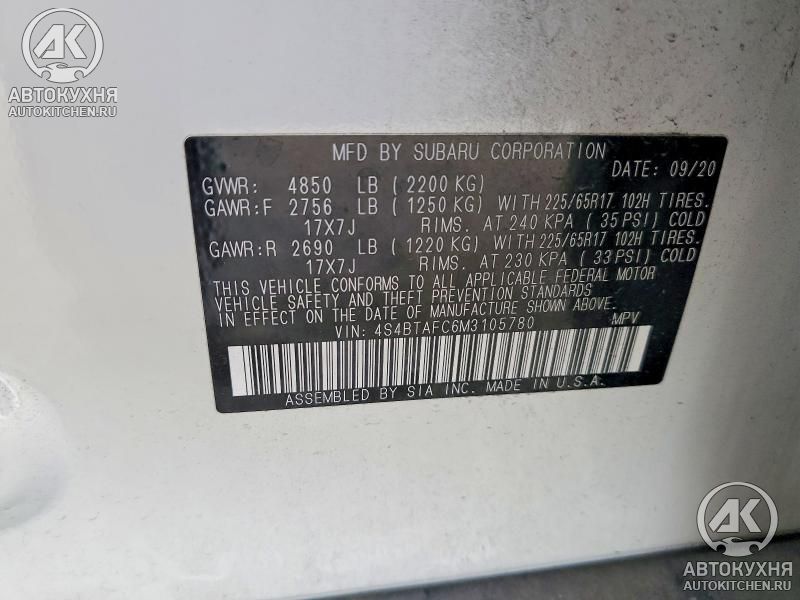 АК
АВТОКУХНЯ
AUTOKITCHEN.RU
MFD BY SUBARU CORPORATION
DATE: 09/20
GVWR: 4850 LB (2200 KG)
GAWR:F 2756 LB (1250 KG) WITH 225/65R17 102H TIRES.
17X7J RIMS. AT 240 KPA (35 PSI) COLD
GAWR:R 2690 LB (1220 KG) WITH 225/65R17 102H TIRES.
17X7J RIMS. AT 230 KPA (33 PSI) COLD
THIS VEHICLE CONFORMS TO ALL APPLICABLE FEDERAL MOTOR
VEHICLE SAFETY AND THEFT PREVENTION STANDARDS
IN EFFECT ON THE DATE OF MANUFACTURE SHOWN ABOVE.
VIN: 4S4BTAFC6M3105780 MPV
ASSEMBLED BY SIA INC. MADE IN U.S.A.
АК
АВТОКУХНЯ
AUTOKITCHEN.RU